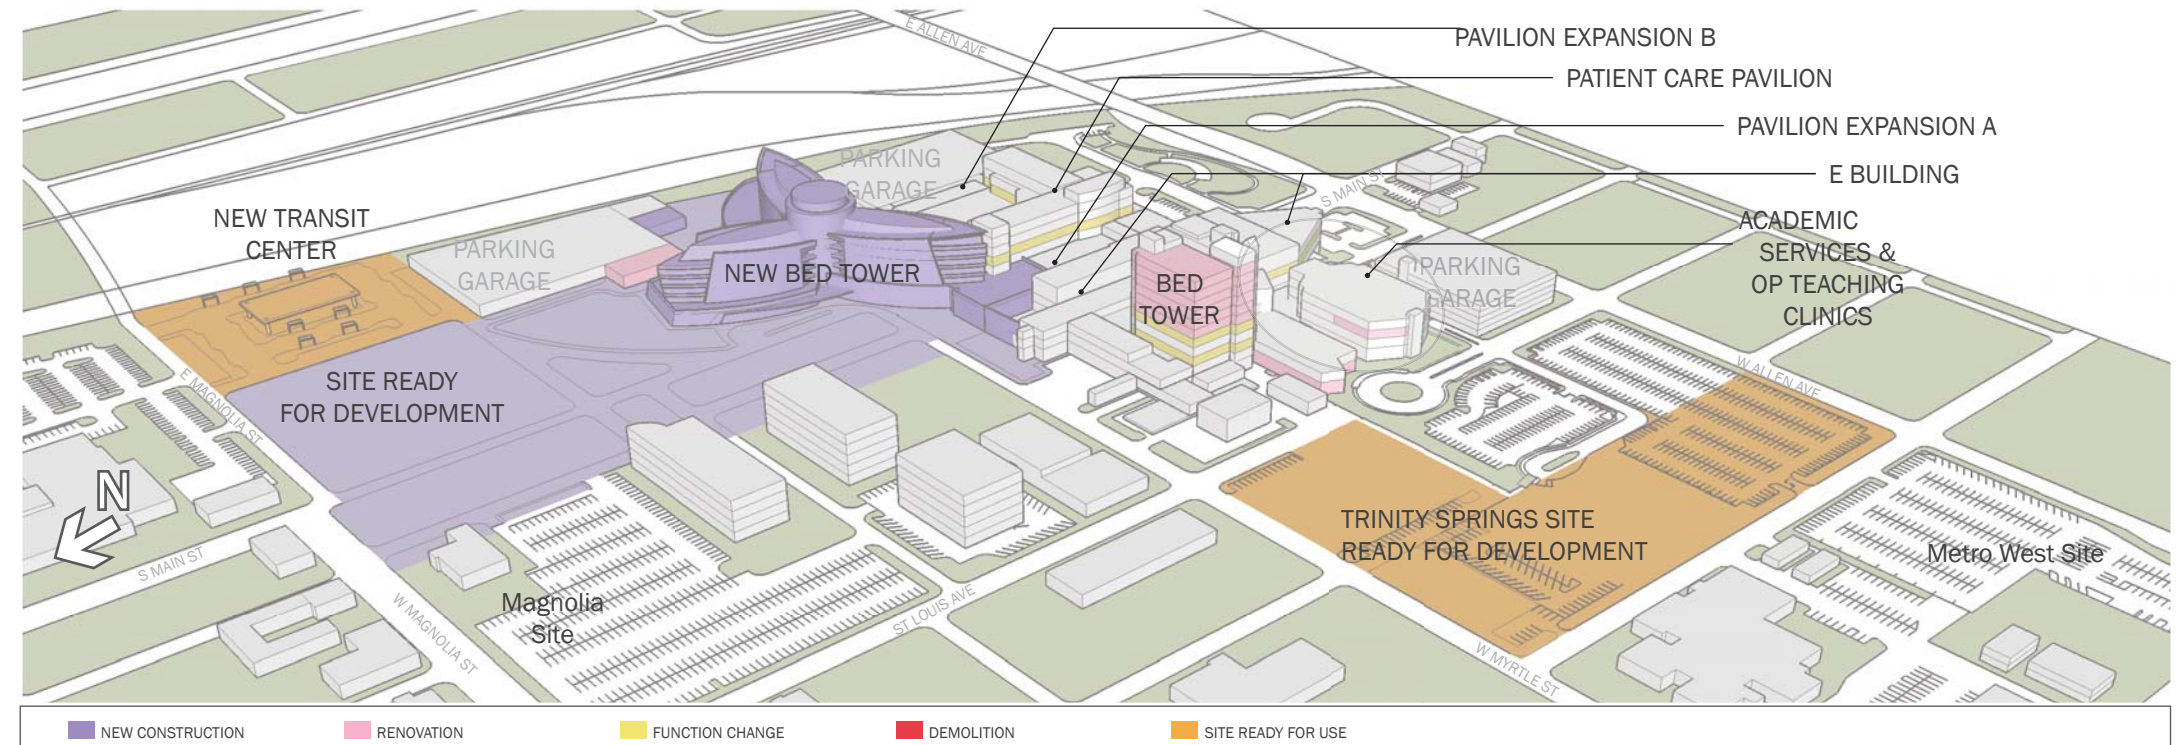 E ALLEN AVE
PAVILION EXPANSION B
PATIENT CARE PAVILION
PAVILION EXPANSION A
E BUILDING
PARKING
GARAGE
S MAIN ST
NEW TRANSIT
CENTER
PARKING
GARAGE
NEW BED TOWER
BED
TOWER
PARKING
GARAGE
ACADEMIC
SERVICES &
OP TEACHING
CLINICS
W ALLEN AVE
E MAGNOLIA ST
SITE READY
FOR DEVELOPMENT
N
S MAIN ST
W MAGNOLIA ST
Magnolia
Site
ST LOUIS AVE
TRINITY SPRINGS SITE
READY FOR DEVELOPMENT
Metro West Site
W MYRTLE ST
NEW CONSTRUCTION
RENOVATION
FUNCTION CHANGE
DEMOLITION
SITE READY FOR USE